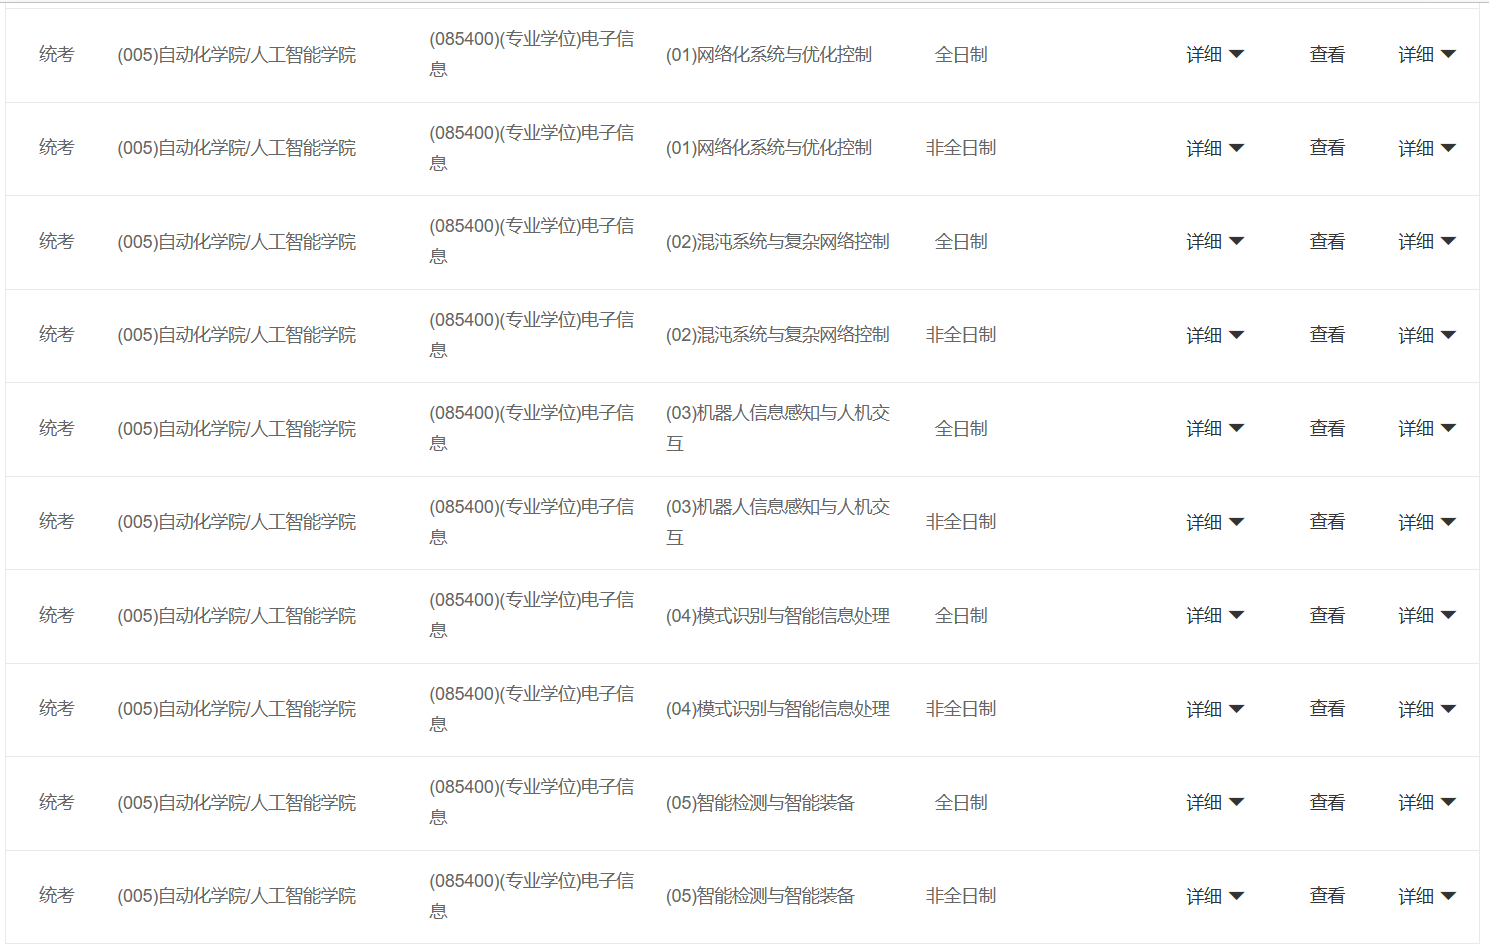 统考 (005)自动化学院/人工智能学院 (085400)(专业学位)电子信息 (01)网络化系统与优化控制 全日制 详细 查看 详细
统考 (005)自动化学院/人工智能学院 (085400)(专业学位)电子信息 (01)网络化系统与优化控制 非全日制 详细 查看 详细
统考 (005)自动化学院/人工智能学院 (085400)(专业学位)电子信息 (02)混沌系统与复杂网络控制 全日制 详细 查看 详细
统考 (005)自动化学院/人工智能学院 (085400)(专业学位)电子信息 (02)混沌系统与复杂网络控制 非全日制 详细 查看 详细
统考 (005)自动化学院/人工智能学院 (085400)(专业学位)电子信息 (03)机器人信息感知与人机交互 全日制 详细 查看 详细
统考 (005)自动化学院/人工智能学院 (085400)(专业学位)电子信息 (03)机器人信息感知与人机交互 非全日制 详细 查看 详细
统考 (005)自动化学院/人工智能学院 (085400)(专业学位)电子信息 (04)模式识别与智能信息处理 全日制 详细 查看 详细
统考 (005)自动化学院/人工智能学院 (085400)(专业学位)电子信息 (04)模式识别与智能信息处理 非全日制 详细 查看 详细
统考 (005)自动化学院/人工智能学院 (085400)(专业学位)电子信息 (05)智能检测与智能装备 全日制 详细 查看 详细
统考 (005)自动化学院/人工智能学院 (085400)(专业学位)电子信息 (05)智能检测与智能装备 非全日制 详细 查看 详细